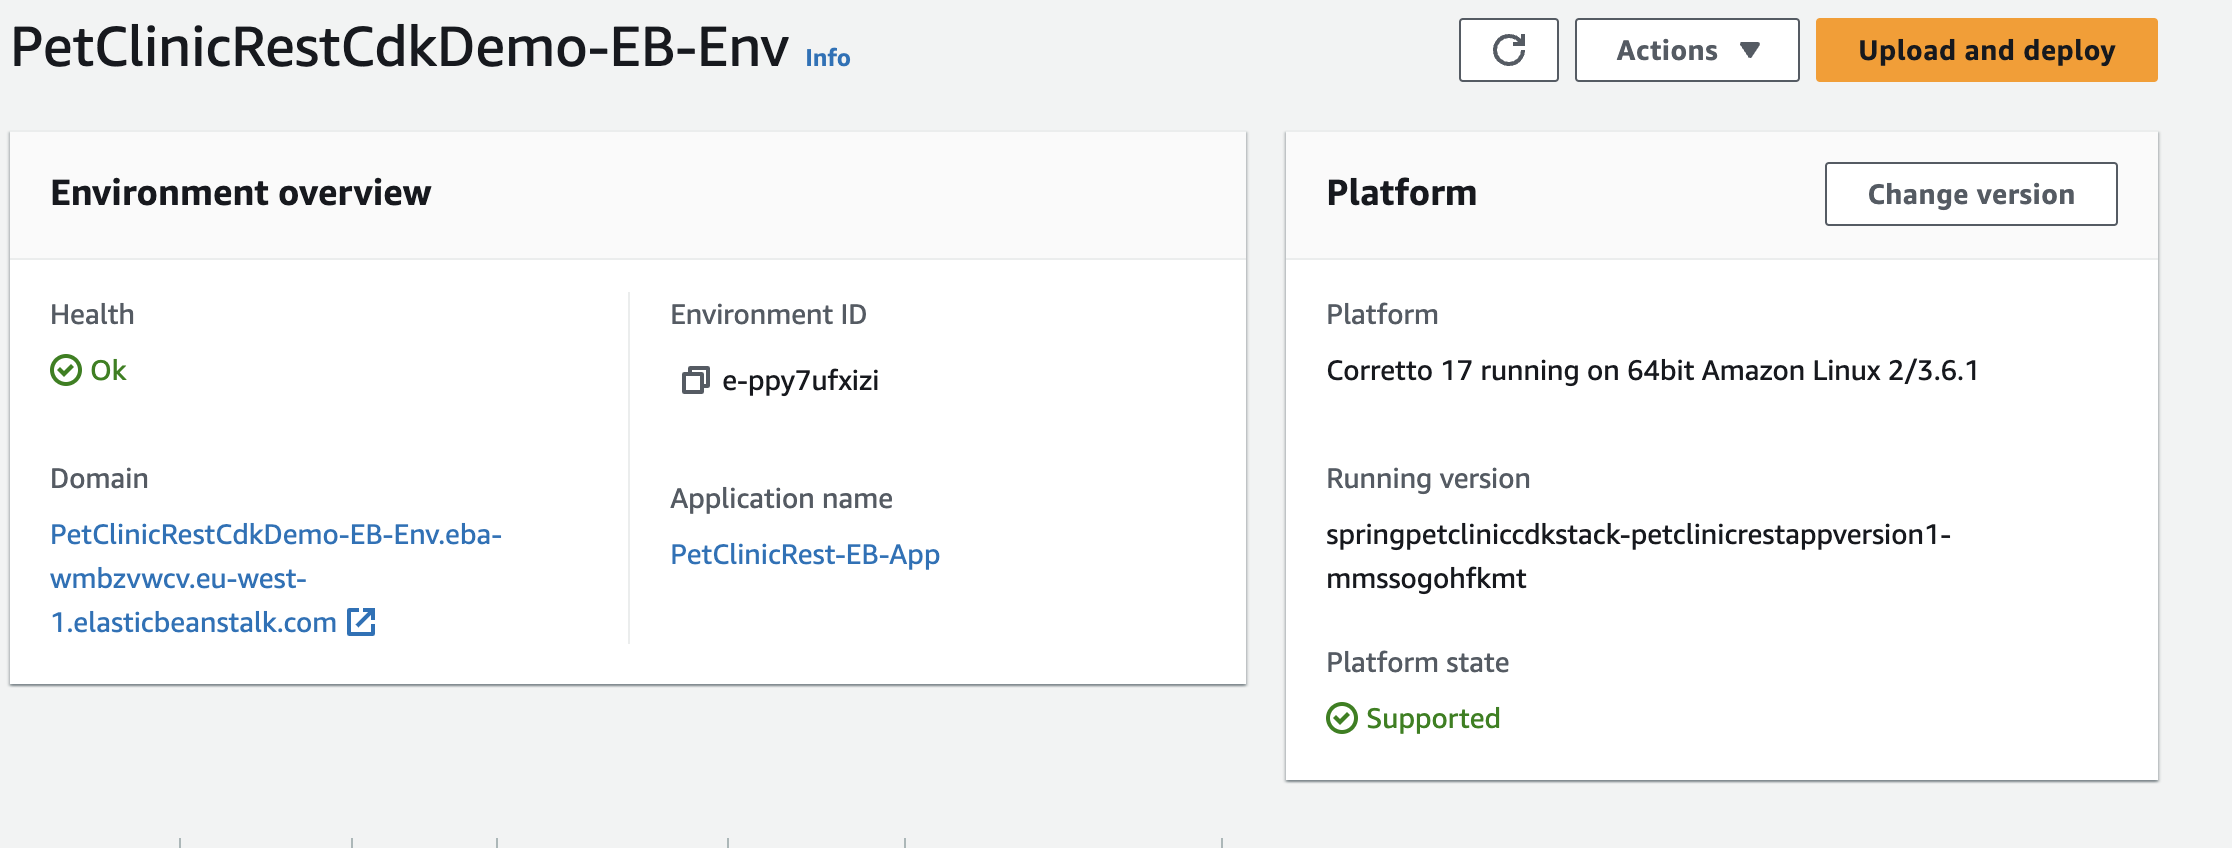 PetClinicRestCdkDemo-EB-Env Info
Actions
Upload and deploy
Environment overview
Health
Ok
Domain
PetClinicRestCdkDemo-EB-Env.eba-
wmbzvwcv.eu-west-
1.elasticbeanstalk.com
Environment ID
e-ppy7ufxizi
Application name
PetClinicRest-EB-App
Platform
Change version
Platform
Corretto 17 running on 64bit Amazon Linux 2/3.6.1
Running version
springpetcliniccdkstack-petclinicrestappversion1-
mmssogohfkmt
Platform state
Supported